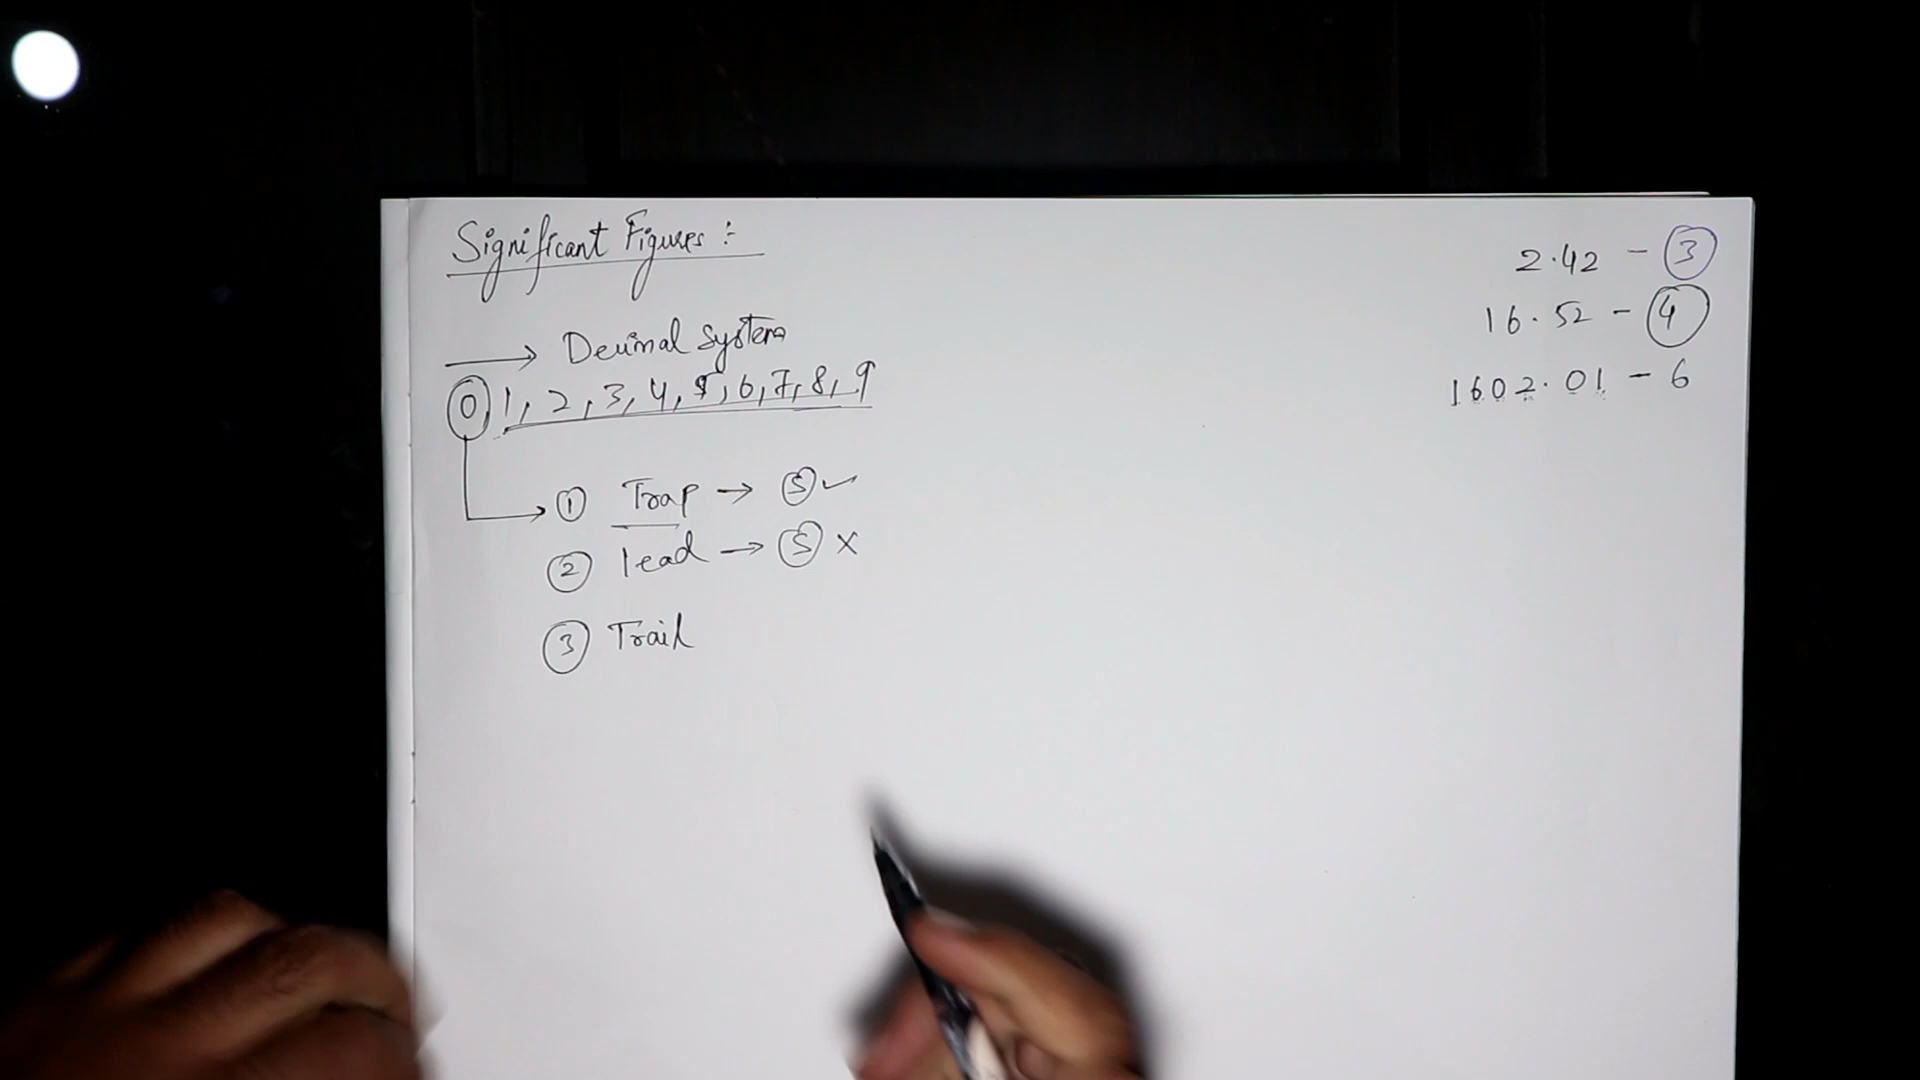 Significant Figures :-
→ Decimal System
0, 1, 2, 3, 4, 5, 6, 7, 8, 9
① Trap → Ⓢ ✓
② lead → Ⓢ ×
③ Trail
2.42 - ③
16.52 - ④
1602.01 - 6